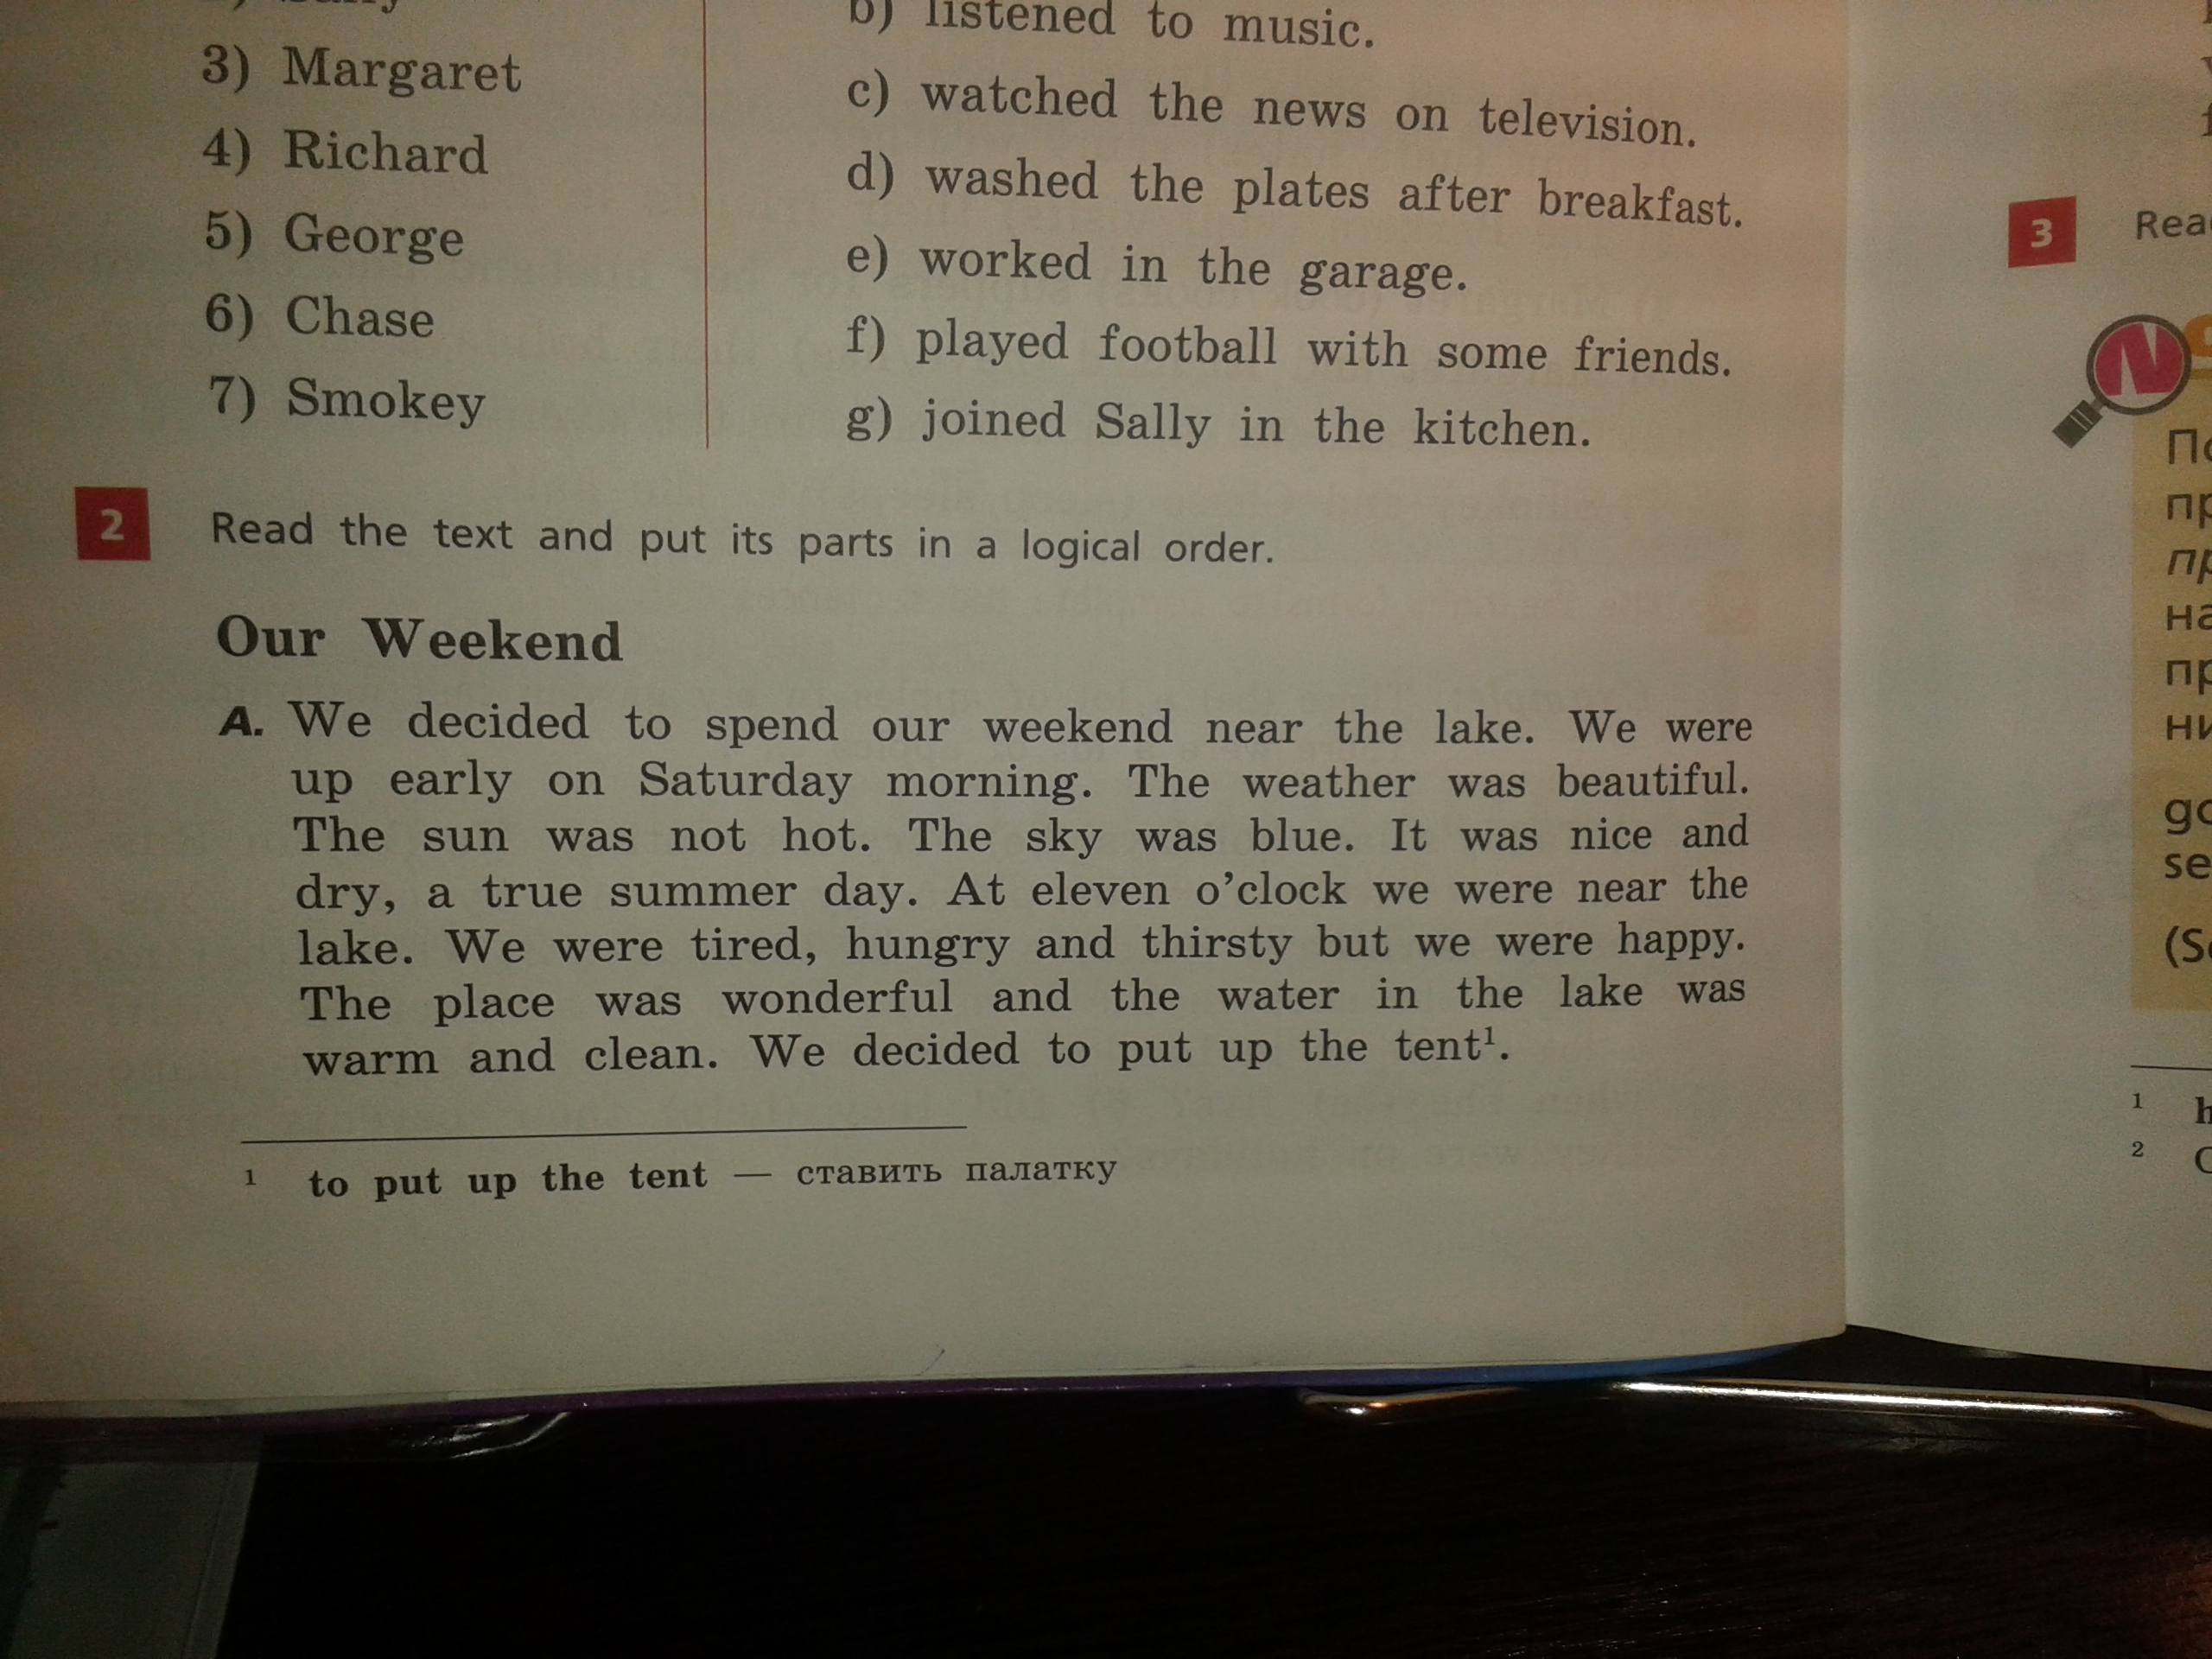 3) Margaret
4) Richard
5) George
6) Chase
7) Smokey
b) listened to music.
c) watched the news on television.
d) washed the plates after breakfast.
e) worked in the garage.
f) played football with some friends.
g) joined Sally in the kitchen.
2 Read the text and put its parts in a logical order.
Our Weekend
A. We decided to spend our weekend near the lake. We were
up early on Saturday morning. The weather was beautiful.
The sun was not hot. The sky was blue. It was nice and
dry, a true summer day. At eleven o’clock we were near the
lake. We were tired, hungry and thirsty but we were happy.
The place was wonderful and the water in the lake was
warm and clean. We decided to put up the tent¹.
¹ to put up the tent — ставить палатку
3
N
1
2